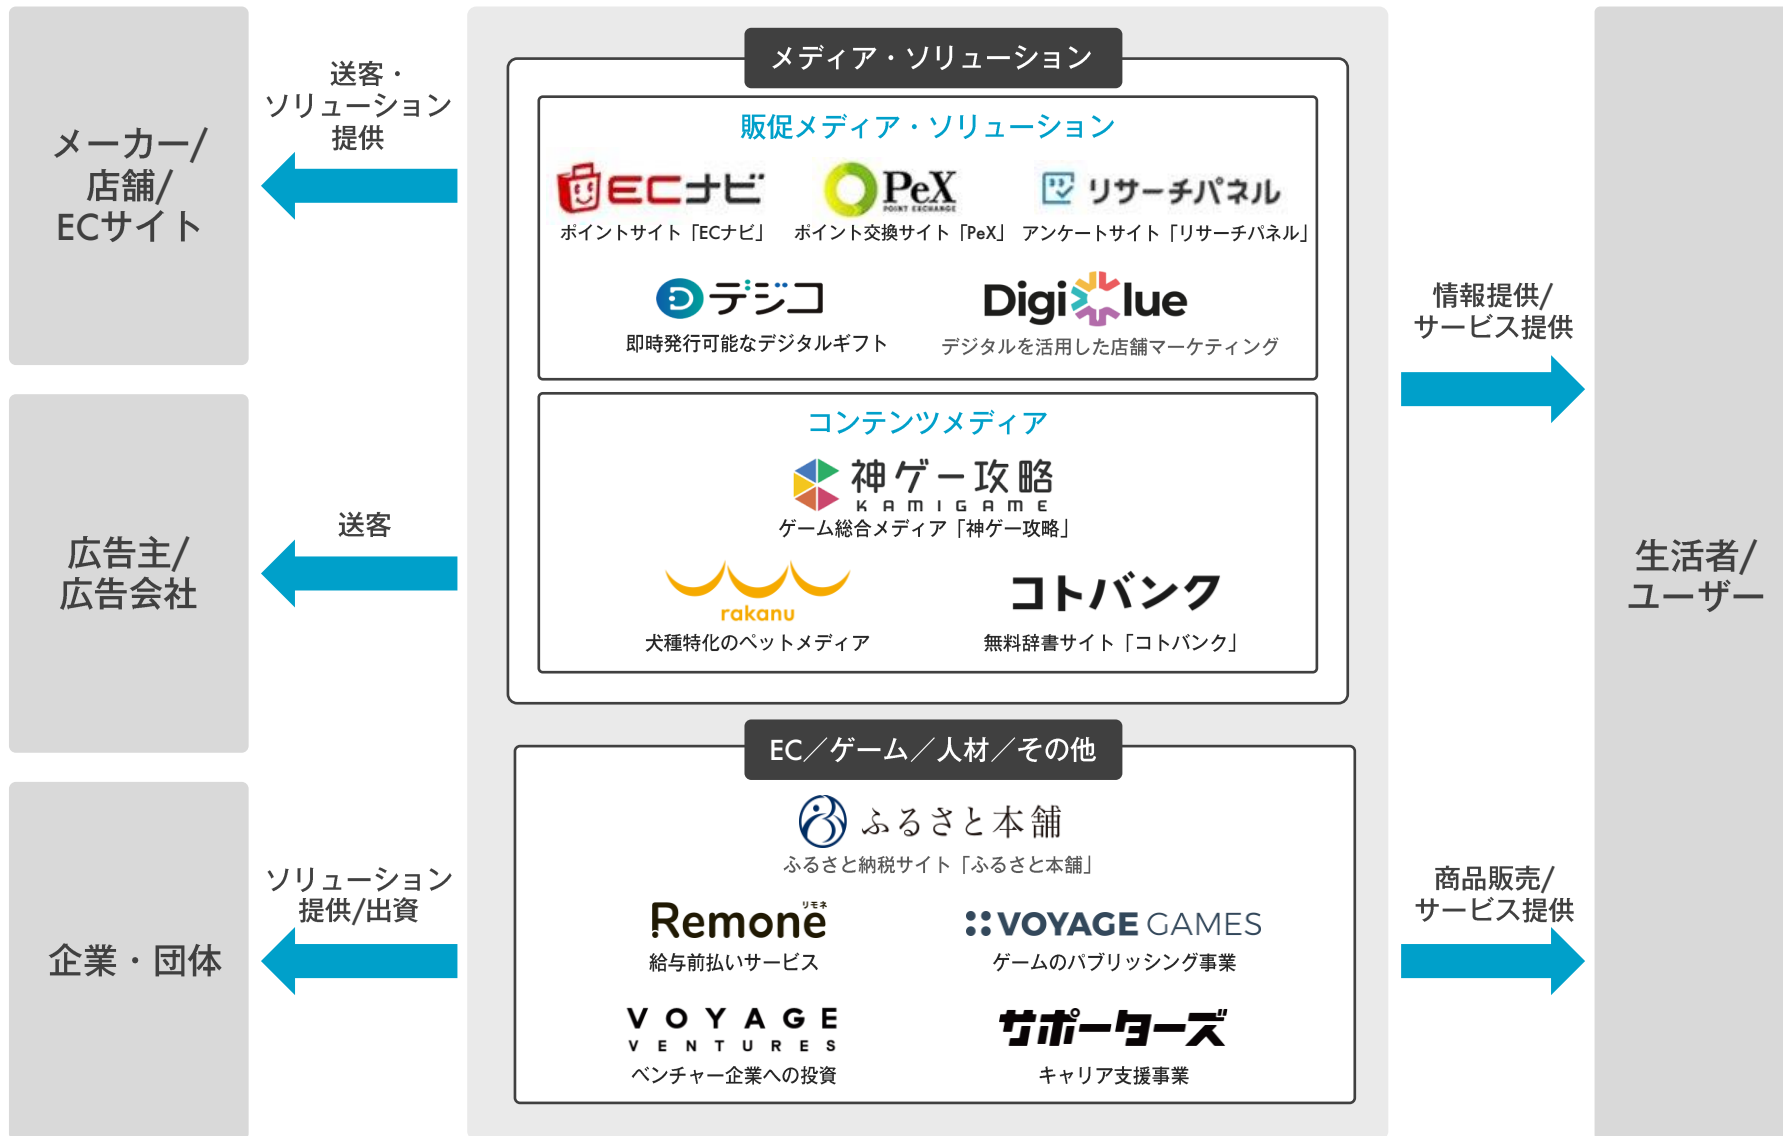 メーカー/
店舗/
ECサイト
送客・
ソリューション
提供
広告主/
広告会社
送客
企業・団体
ソリューション
提供/出資
メディア・ソリューション
販促メディア・ソリューション
ECナビ
PeX
POINT EXCHANGE
リサーチパネル
ポイントサイト「ECナビ」
ポイント交換サイト「PeX」
アンケートサイト「リサーチパネル」
デジコ
Digiclue
即時発行可能なデジタルギフト
デジタルを活用した店舗マーケティング
コンテンツメディア
神ゲー攻略
KAMIGAME
ゲーム総合メディア「神ゲー攻略」
rakanu
コトバンク
犬種特化のペットメディア
無料辞書サイト「コトバンク」
EC／ゲーム／人材／その他
ふるさと本舗
ふるさと納税サイト「ふるさと本舗」
リモネ
Remone
VOYAGE GAMES
給与前払いサービス
ゲームのパブリッシング事業
VOYAGE
VENTURES
サポーターズ
ベンチャー企業への投資
キャリア支援事業
情報提供/
サービス提供
商品販売/
サービス提供
生活者/
ユーザー